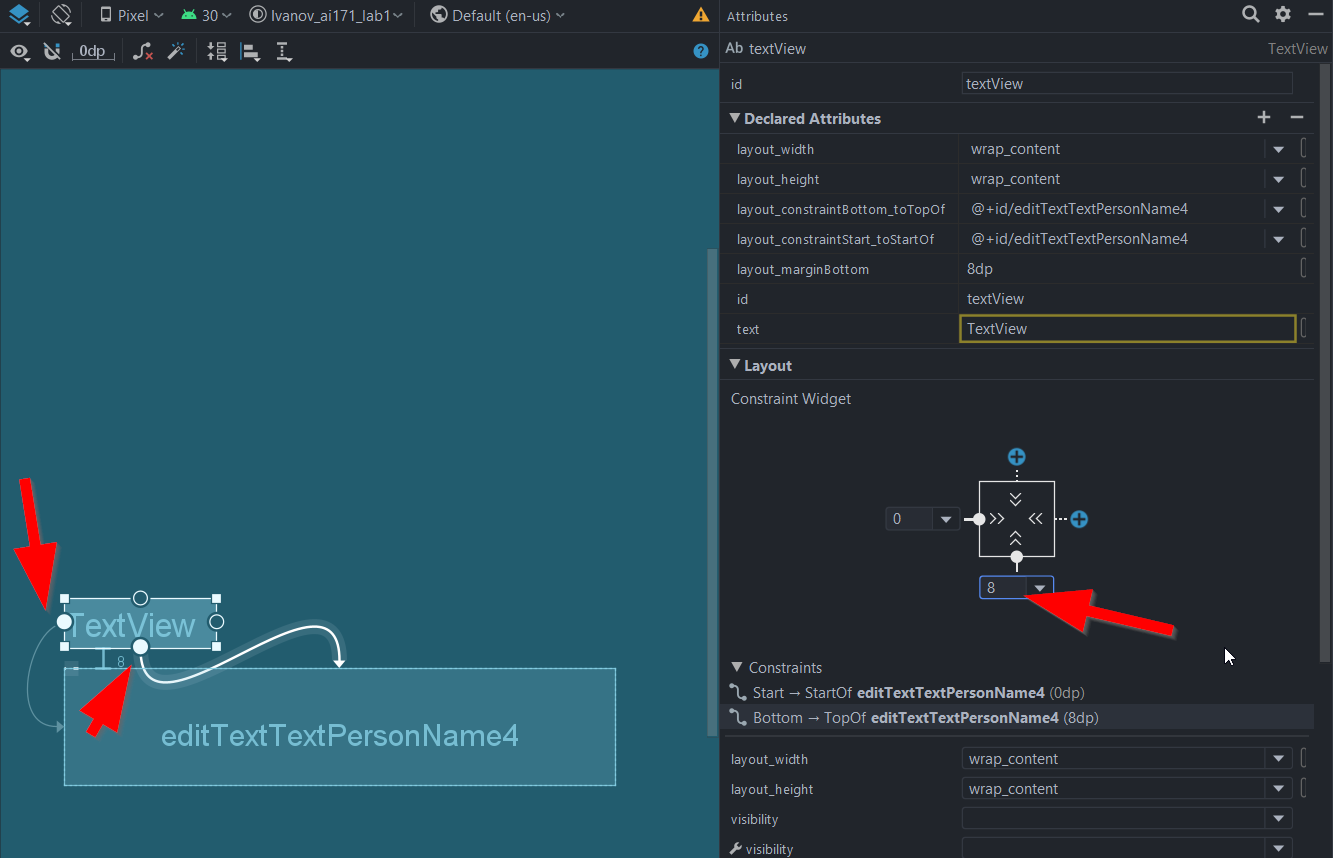 Pixel 30 Ivanov_ai171_lab1 Default (en-us)
0dp
TextView
8
editTextTextPersonName4
Attributes
Ab textView TextView
id textView
Declared Attributes
layout_width wrap_content
layout_height wrap_content
layout_constraintBottom_toTopOf @+id/editTextTextPersonName4
layout_constraintStart_toStartOf @+id/editTextTextPersonName4
layout_marginBottom 8dp
id textView
text TextView
Layout
Constraint Widget
0
8
Constraints
Start → StartOf editTextTextPersonName4 (0dp)
Bottom → TopOf editTextTextPersonName4 (8dp)
layout_width wrap_content
layout_height wrap_content
visibility
visibility